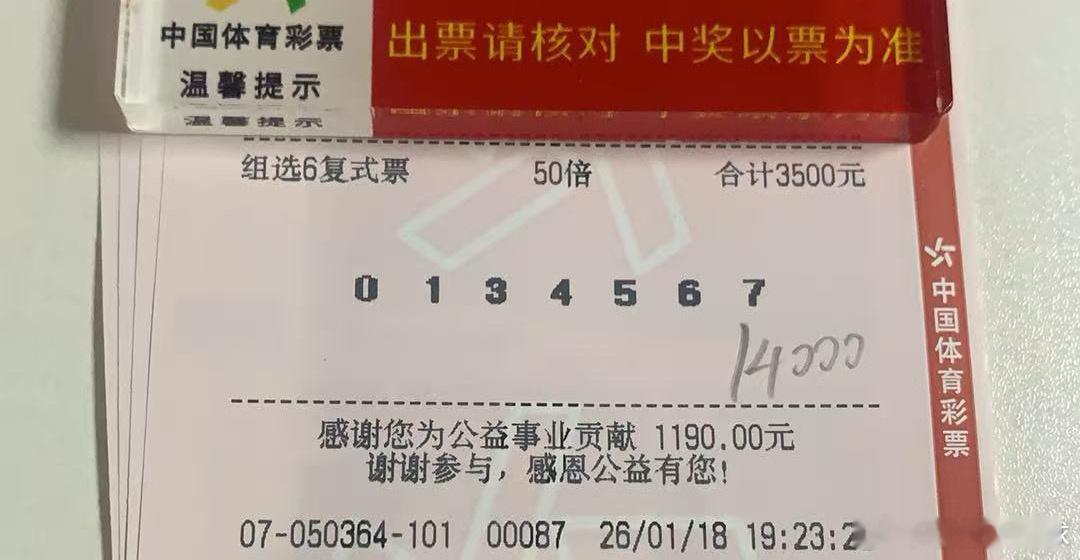 中国体育彩票
温馨提示
出票请核对 中奖以票为准
组选6复式票 50倍 合计3500元
0 1 3 4 5 6 7
14000
感谢您为公益事业贡献 1190.00元
谢谢参与，感恩公益有您!
07-050364-101 00087 26/01/18 19:23:2
中国体育彩票